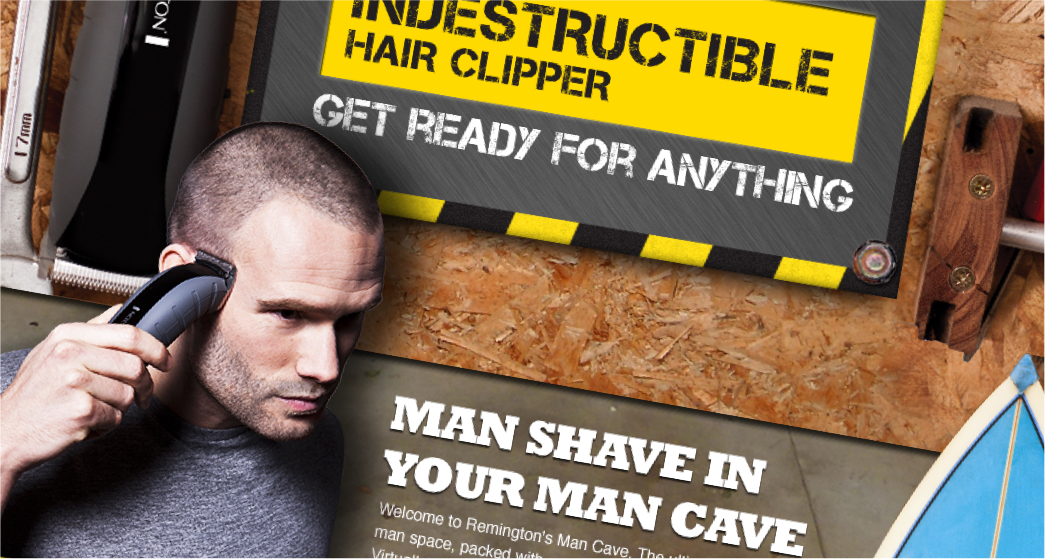 INDESTRUCTIBLE
HAIR CLIPPER
GET READY FOR ANYTHING
17mm
MAN SHAVE IN
YOUR MAN CAVE
Welcome to Remington's Man Cave. The
man space, packed with